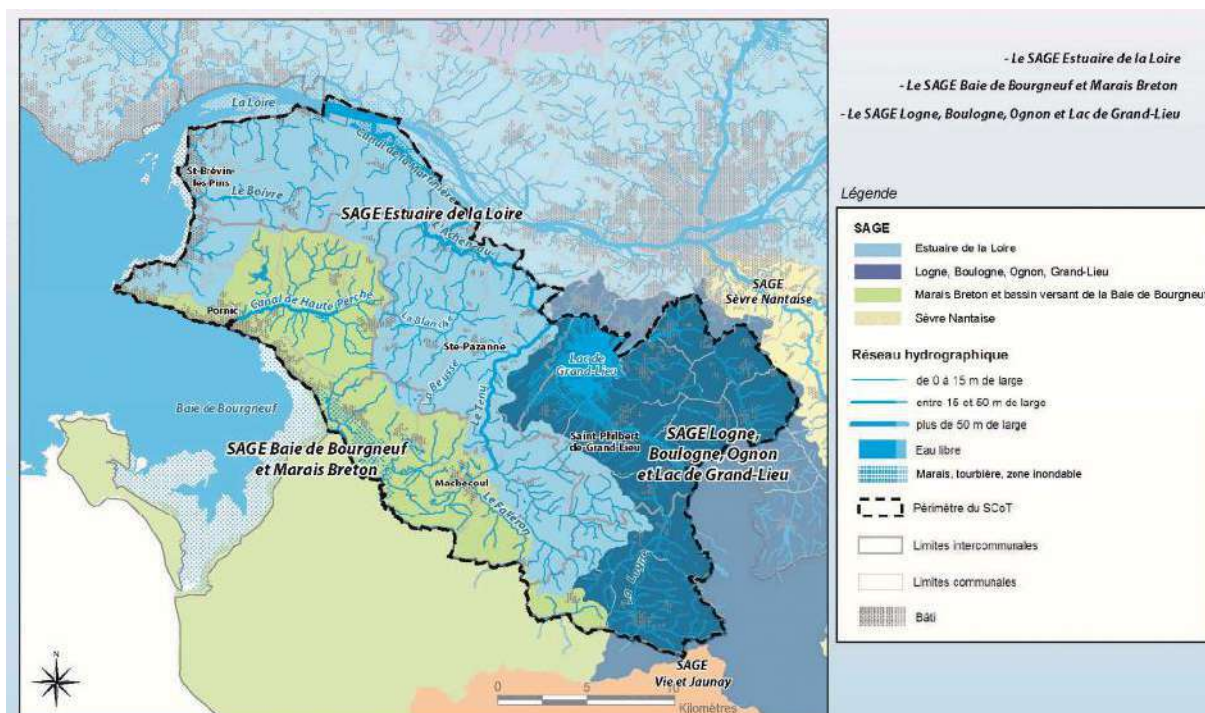 - Le SAGE Estuaire de la Loire
- Le SAGE Baie de Bourgneuf et Marais Breton
- Le SAGE Logne, Boulogne, Ognon et Lac de Grand-Lieu
La Loire
Canal de la Martinière
St-Brévin-
les-Pins
Le Boivre
SAGE Estuaire de la Loire
L'Acheneau
SAGE
Sèvre Nantaise
Canal de Haute Perche
Pornic
La Blanche
Ste-Pazanne
Lac de
Grand-Lieu
La Beusse
Le Tenu
Baie de Bourgneuf
SAGE Baie de Bourgneuf
et Marais Breton
Saint-Philbert
de-Grand-Lieu
SAGE Logne,
Boulogne, Ognon
et Lac de Grand-Lieu
Machecoul
Le Falleron
La Logne
SAGE
Vie et Jaunay
N
0 5 10
Kilomètres
Légende
SAGE
Estuaire de la Loire
Logne, Boulogne, Ognon, Grand-Lieu
Marais Breton et bassin versant de la Baie de Bourgneuf
Sèvre Nantaise
Réseau hydrographique
de 0 à 15 m de large
entre 15 et 50 m de large
plus de 50 m de large
Eau libre
Marais, tourbière, zone inondable
Périmètre du SCoT
Limites intercommunales
Limites communales
Bâti